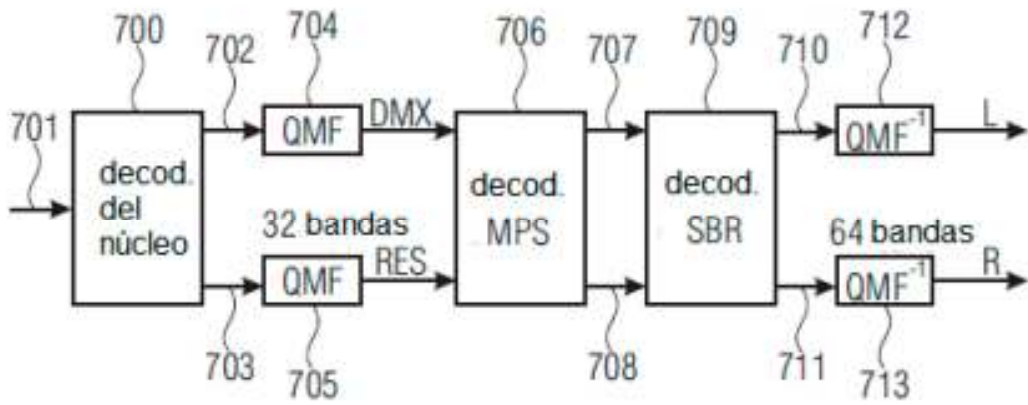 700 702 704 706 707 709 710 712
701 QMF DMX QMF⁻¹ L
decod.
del
núcleo
decod.
MPS
decod.
SBR
32 bandas 64 bandas
QMF RES QMF⁻¹ R
703 705 708 711 713